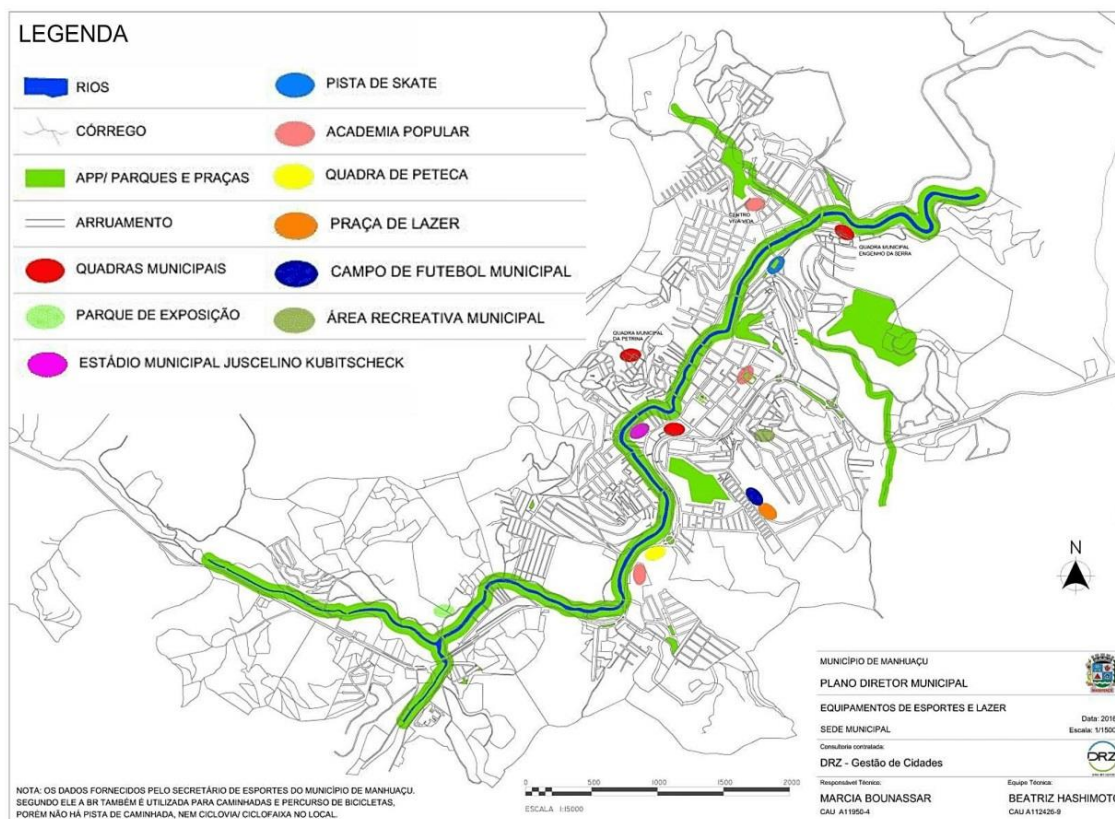 LEGENDA
RIOS
CÓRREGO
APP/ PARQUES E PRAÇAS
ARRUAMENTO
QUADRAS MUNICIPAIS
PARQUE DE EXPOSIÇÃO
ESTÁDIO MUNICIPAL JUSCELINO KUBITSCHECK
PISTA DE SKATE
ACADEMIA POPULAR
QUADRA DE PETECA
PRAÇA DE LAZER
CAMPO DE FUTEBOL MUNICIPAL
ÁREA RECREATIVA MUNICIPAL
CENTRO
VIVA VIDA
QUADRA MUNICIPAL
ENGENHO DA SERRA
QUADRA MUNICIPAL
DA PETRINA
N
MUNICÍPIO DE MANHUAÇU
PLANO DIRETOR MUNICIPAL
EQUIPAMENTOS DE ESPORTES E LAZER
SEDE MUNICIPAL
Data: 2016
Escala: 1/1500
Consultoria contratada:
DRZ - Gestão de Cidades
DRZ
Responsável Técnico:
MARCIA BOUNASSAR
CAU A11950-4
Equipe Técnica:
BEATRIZ HASHIMOTO
CAU A112426-9
0 500 1000 1500 2000
ESCALA 1:15000
NOTA: OS DADOS FORNECIDOS PELO SECRETÁRIO DE ESPORTES DO MUNICÍPIO DE MANHUAÇU.
SEGUNDO ELE A BR TAMBÉM É UTILIZADA PARA CAMINHADAS E PERCURSO DE BICICLETAS,
PORÉM NÃO HÁ PISTA DE CAMINHADA, NEM CICLOVIA/ CICLOFAIXA NO LOCAL.